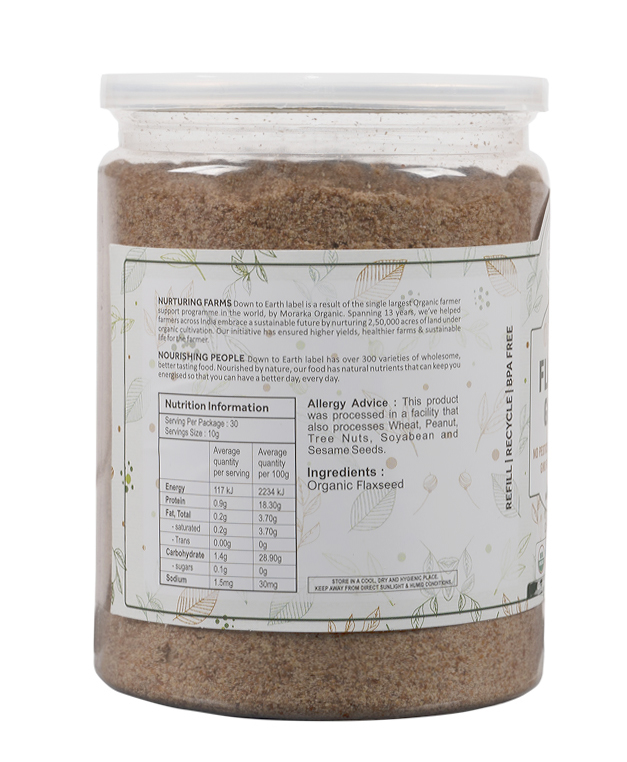 NURTURING FARMS Down to Earth label is a result of the single largest Organic farmer
support programme in the world, by Morarka Organic. Spanning 13 years, we've helped
farmers across India embrace a sustainable future by nurturing 2,50,000 acres of land under
organic cultivation. Our initiative has ensured higher yields, healthier farms & sustainable
life for the farmer.
NOURISHING PEOPLE Down to Earth label has over 300 varieties of wholesome,
better tasting food. Nourished by nature, our food has natural nutrients that can keep you
energised so that you can have a better day, every day.
Nutrition Information
Serving Per Package : 30
Servings Size : 10g
Average quantity per serving Average quantity per 100g
Energy 117 kJ 2234 kJ
Protein 0.9g 18.30g
Fat, Total 0.2g 3.70g
- saturated 0.2g 3.70g
- Trans 0.00g 0g
Carbohydrate 1.4g 28.90g
- sugars 0.1g 0g
Sodium 1.5mg 30mg
Allergy Advice : This product
was processed in a facility that
also processes Wheat, Peanut,
Tree Nuts, Soyabean and
Sesame Seeds.
Ingredients :
Organic Flaxseed
STORE IN A COOL, DRY AND HYGIENIC PLACE.
KEEP AWAY FROM DIRECT SUNLIGHT & HUMID CONDITIONS.
REFILL | RECYCLE | BPA FREE